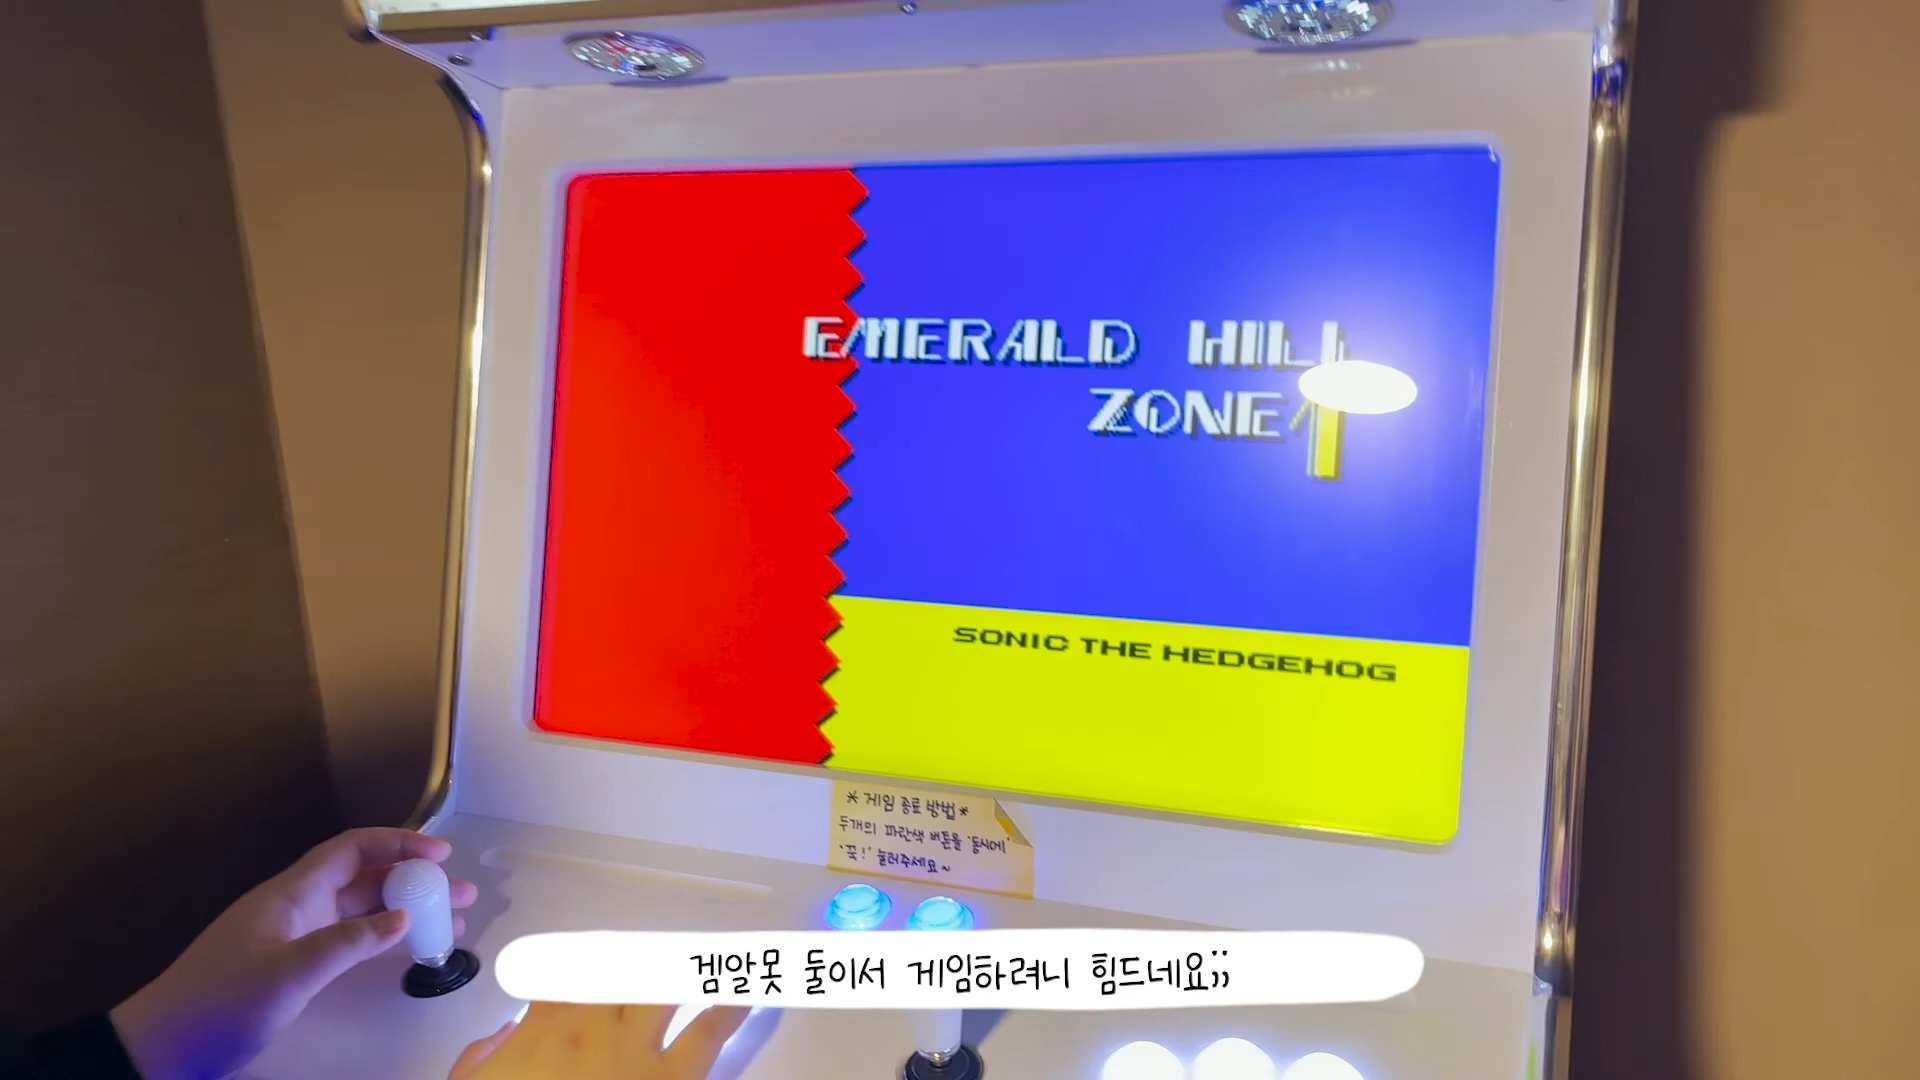 EMERALD HILL
ZONE 1
SONIC THE HEDGEHOG
* 게임 종료 방법 *
두개의 파란색 버튼을 '동시에'
'꾹!' 눌러주세요~
겜알못 둘이서 게임하려니 힘드네요;;